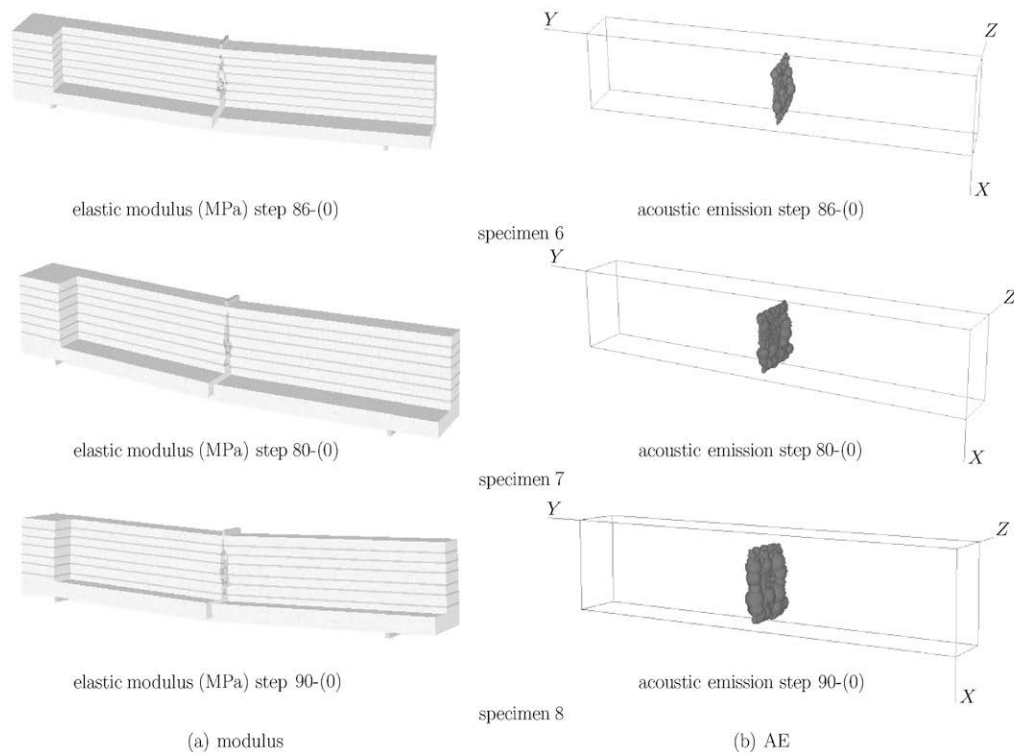 Y Z
X
elastic modulus (MPa) step 86-(0) acoustic emission step 86-(0)
specimen 6
Y Z
X
elastic modulus (MPa) step 80-(0) acoustic emission step 80-(0)
specimen 7
Y Z
X
elastic modulus (MPa) step 90-(0) acoustic emission step 90-(0)
specimen 8
(a) modulus (b) AE